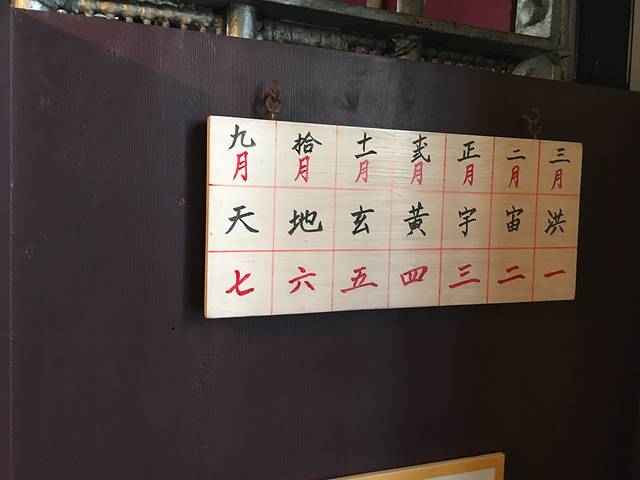 九 拾 十一 十弍 正 二 三
月 月 月 月 月 月 月
天 地 玄 黃 宇 宙 洪
七 六 五 四 三 二 一